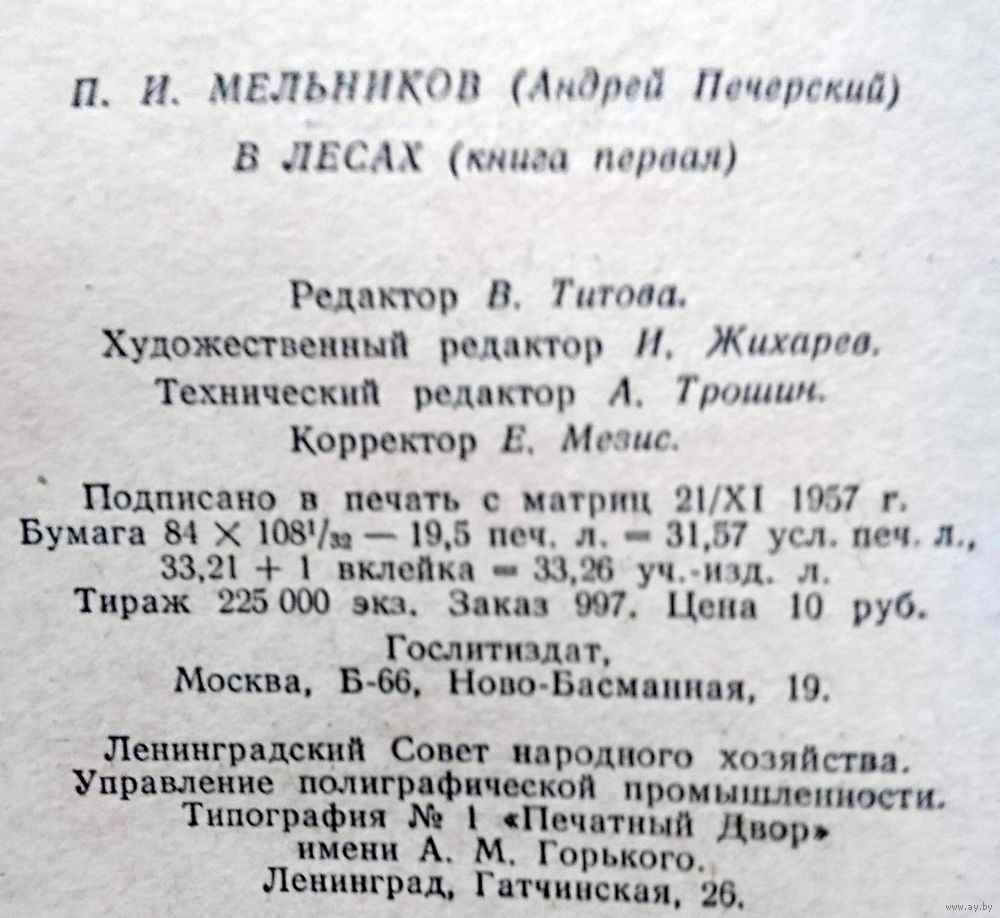 П. И. МЕЛЬНИКОВ (Андрей Печерский)
В ЛЕСАХ (книга первая)
Редактор В. Титова.
Художественный редактор И. Жихарев.
Технический редактор А. Трошин.
Корректор Е. Мезис.
Подписано в печать с матриц 21/XI 1957 г.
Бумага 84 × 108¹/₃₂ — 19,5 печ. л. = 31,57 усл. печ. л.,
33,21 + 1 вклейка = 33,26 уч.-изд. л.
Тираж 225 000 экз. Заказ 997. Цена 10 руб.
Гослитиздат,
Москва, Б-66, Ново-Басманная, 19.
Ленинградский Совет народного хозяйства.
Управление полиграфической промышленности.
Типография № 1 «Печатный Двор»
имени А. М. Горького.
Ленинград, Гатчинская, 26.
www.ay.by